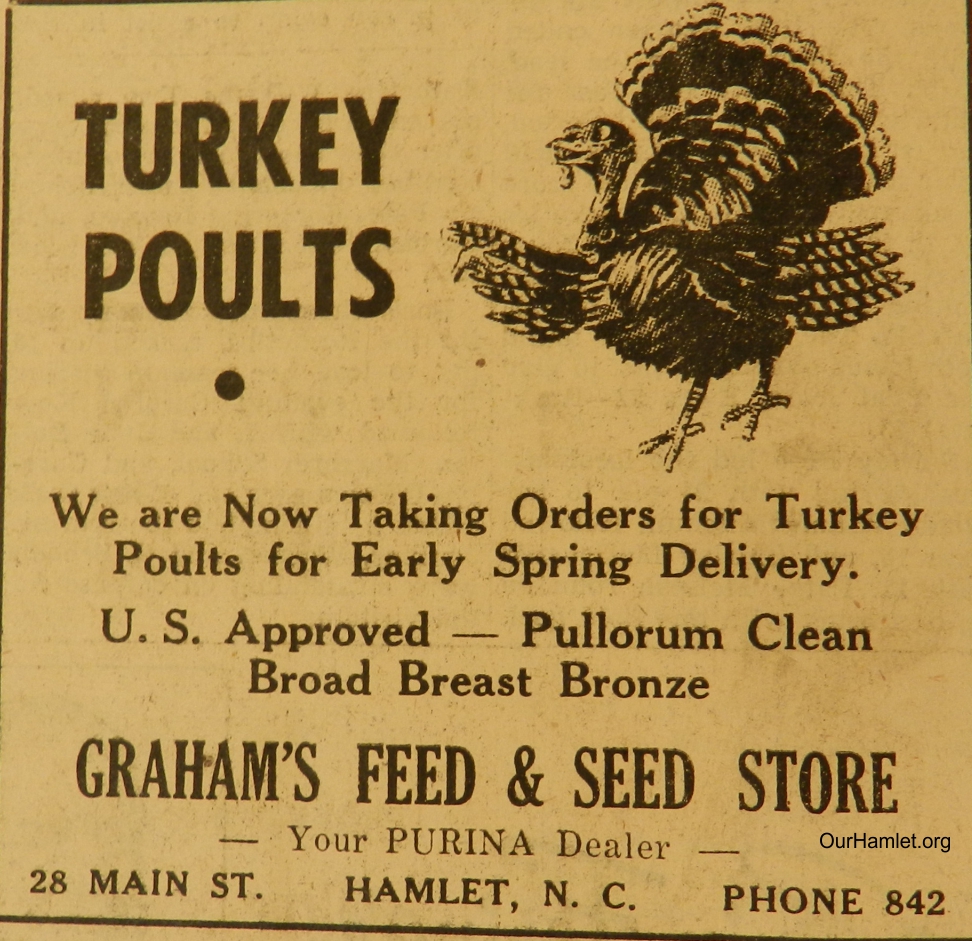 TURKEY
POULTS
We are Now Taking Orders for Turkey
Poults for Early Spring Delivery.
U. S. Approved — Pullorum Clean
Broad Breast Bronze
GRAHAM'S FEED & SEED STORE
— Your PURINA Dealer —
OurHamlet.org
28 MAIN ST. HAMLET, N. C. PHONE 842